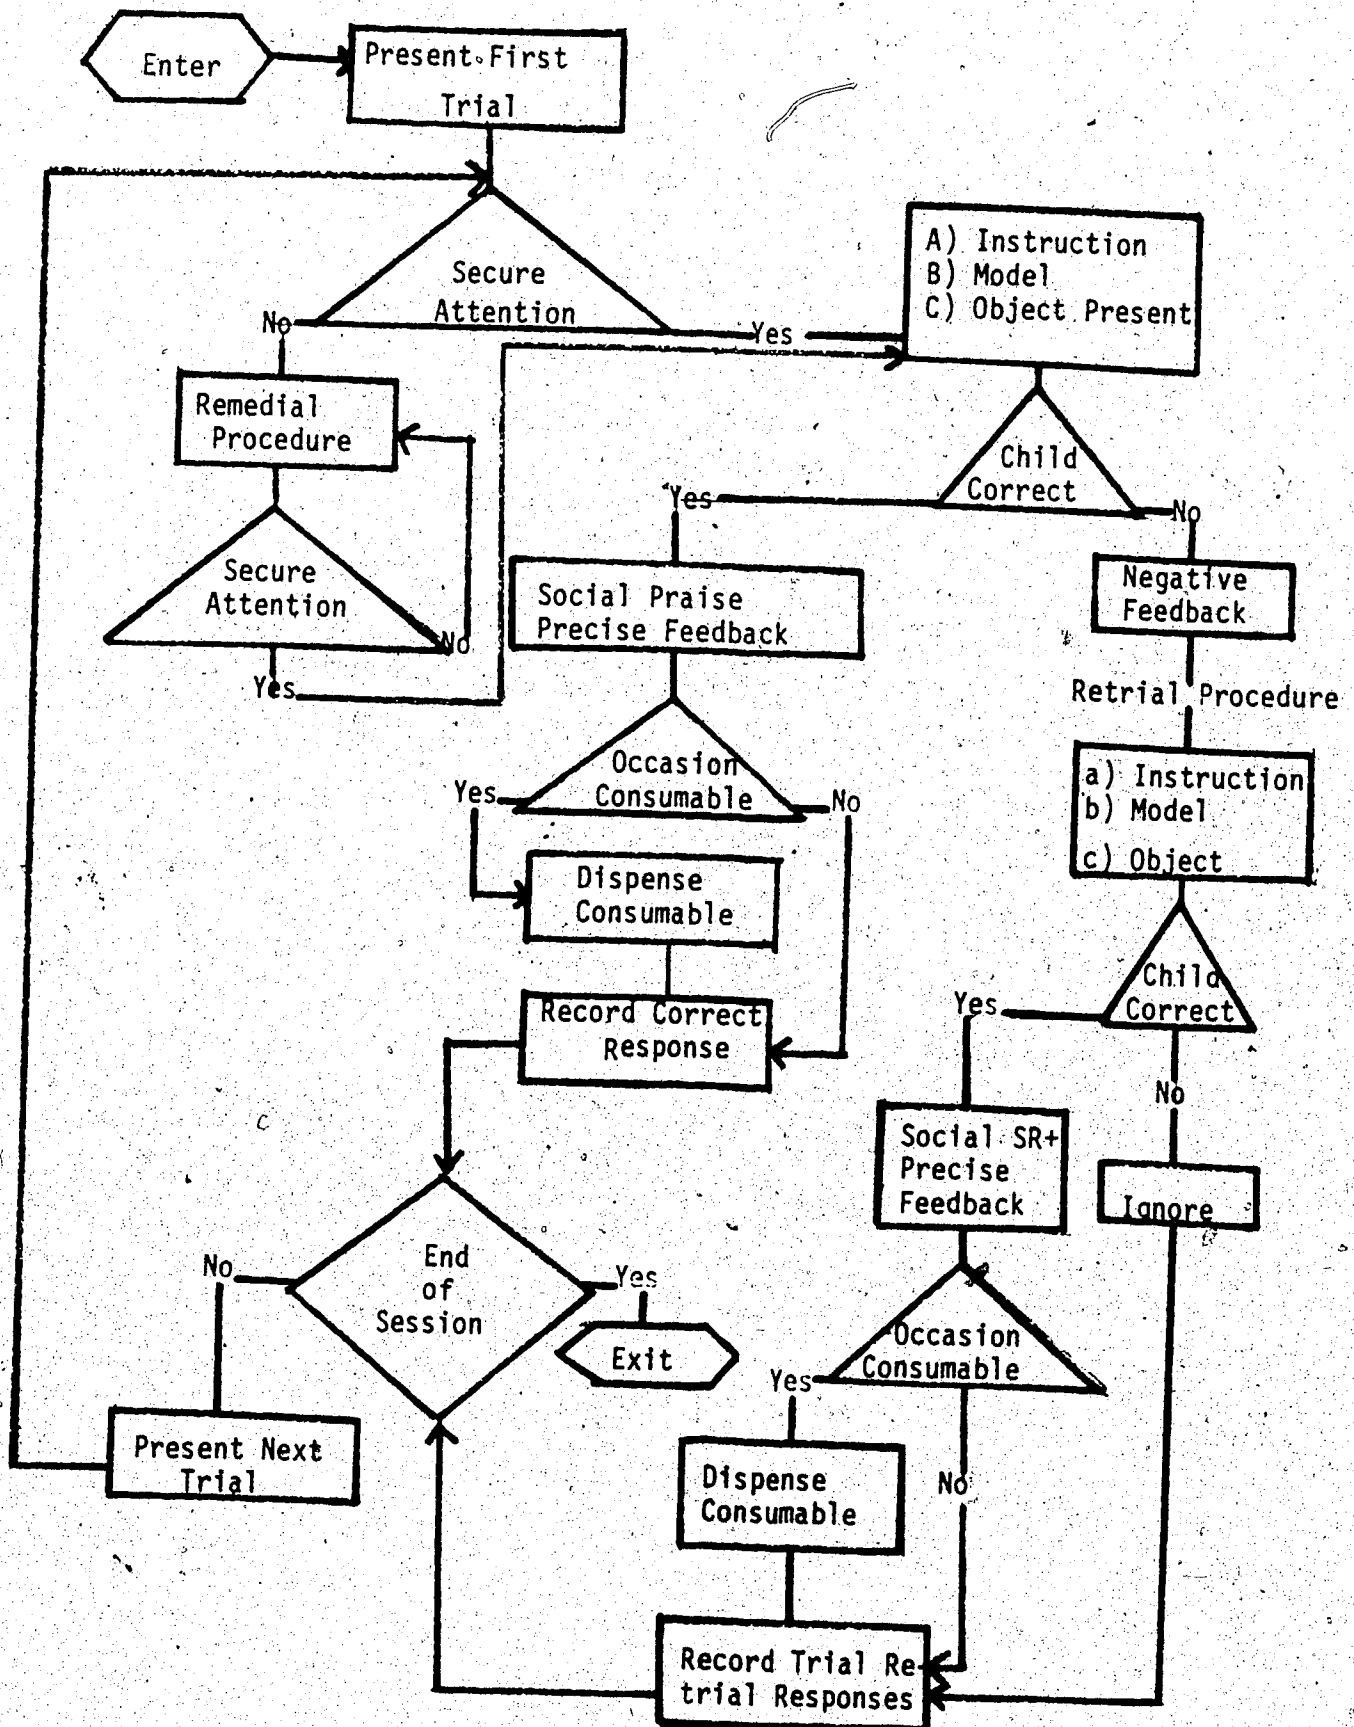 Enter
Present First
Trial
Secure
Attention
No
Yes
A) Instruction
B) Model
C) Object Present
Remedial
Procedure
Child
Correct
Yes
No
Secure
Attention
No
Yes
Social Praise
Precise Feedback
Negative
Feedback
Retrial Procedure
Occasion
Consumable
Yes
No
a) Instruction
b) Model
c) Object
Dispense
Consumable
Record Correct
Response
Child
Correct
Yes
No
Social SR+
Precise
Feedback
Ignore
End
of
Session
No
Yes
Exit
Occasion
Consumable
Yes
No
Present Next
Trial
Dispense
Consumable
Record Trial Re-
trial Responses